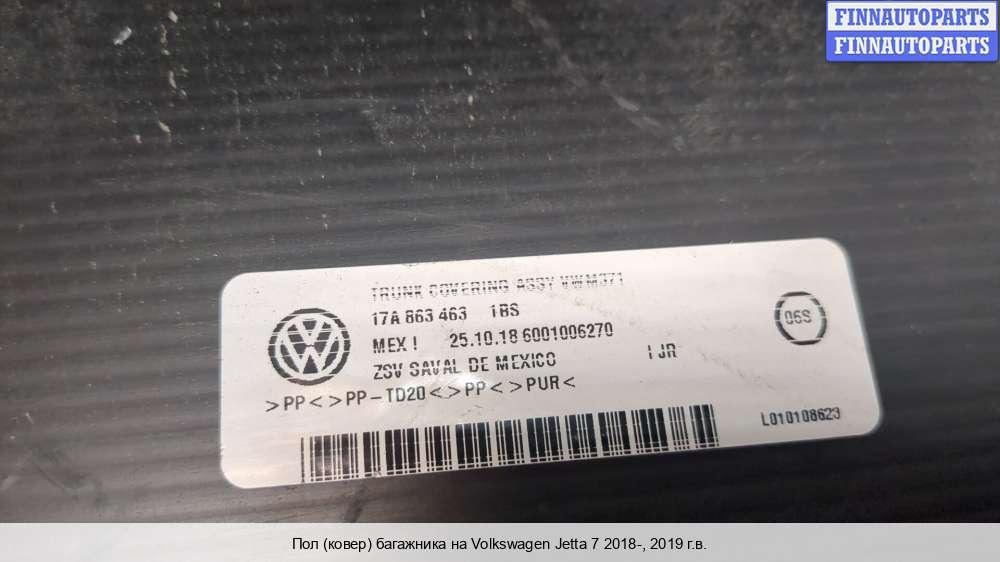 FINNAUTOPARTS
FINNAUTOPARTS
TRUNK COVERING ASSY VWM371
17A 863 463 1BS
06S
MEX ! 25.10.18 6001006270
ZSV SAVAL DE MEXICO ! JR
>PP<>PP-TD20<>PP<>PUR<
L010108623
Пол (ковер) багажника на Volkswagen Jetta 7 2018-, 2019 г.в.